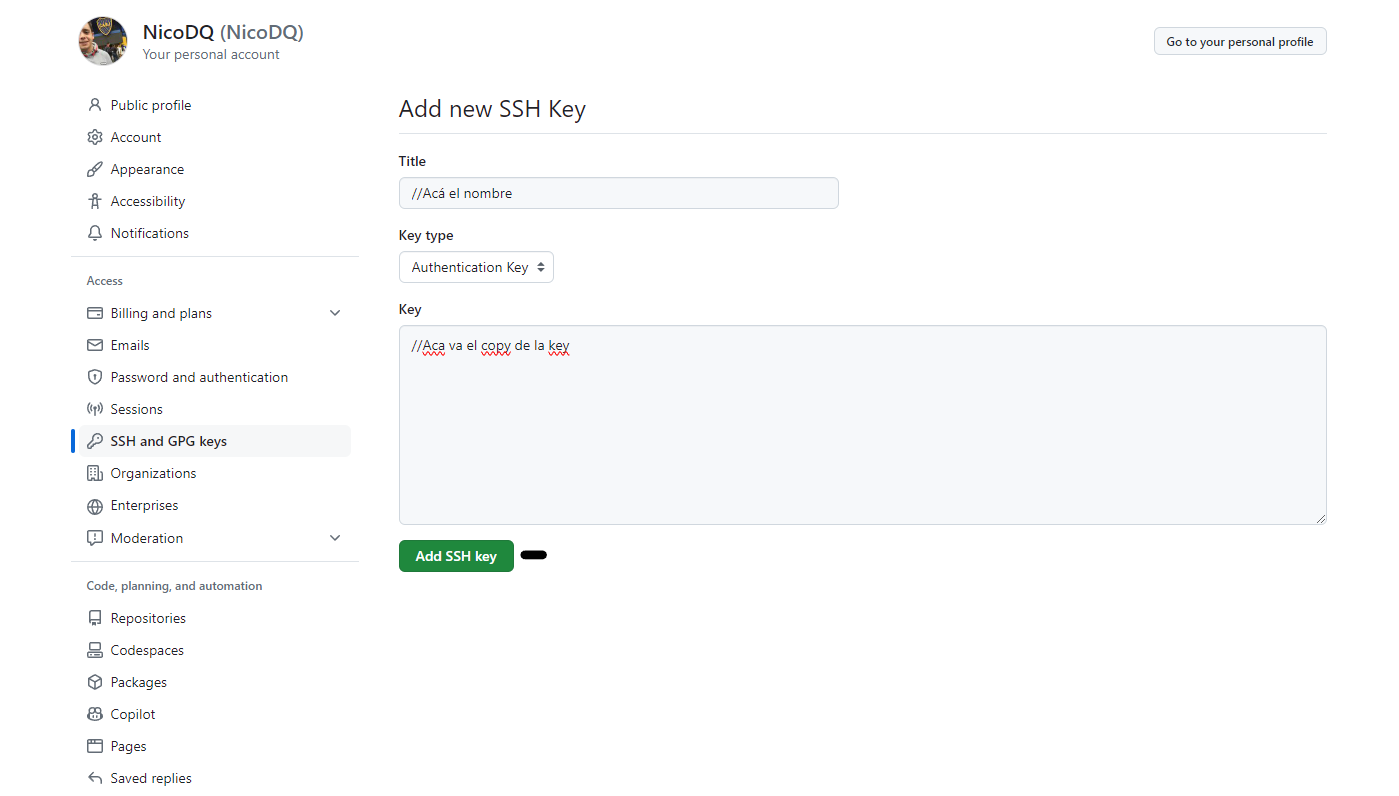 NicoDQ (NicoDQ)
Your personal account
Go to your personal profile
Public profile
Account
Appearance
Accessibility
Notifications
Access
Billing and plans
Emails
Password and authentication
Sessions
SSH and GPG keys
Organizations
Enterprises
Moderation
Code, planning, and automation
Repositories
Codespaces
Packages
Copilot
Pages
Saved replies
Add new SSH Key
Title
//Acá el nombre
Key type
Authentication Key
Key
//Aca va el copy de la key
Add SSH key